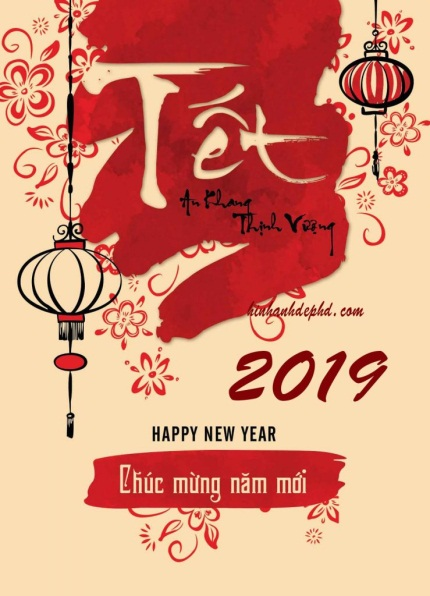 Tết
An Khang
Thịnh Vượng
hinhanhdephd.com
2019
HAPPY NEW YEAR
Chúc mừng năm mới